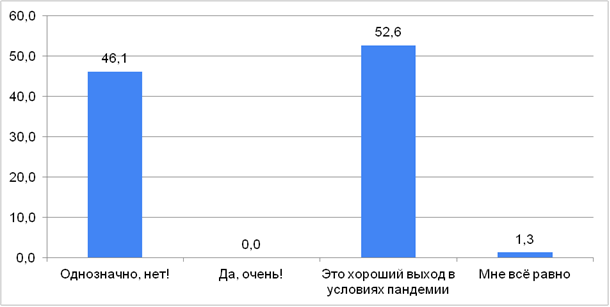 60,0
50,0
40,0
30,0
20,0
10,0
0,0
46,1
0,0
52,6
1,3
Однозначно, нет!
Да, очень!
Это хороший выход в
условиях пандемии
Мне всё равно